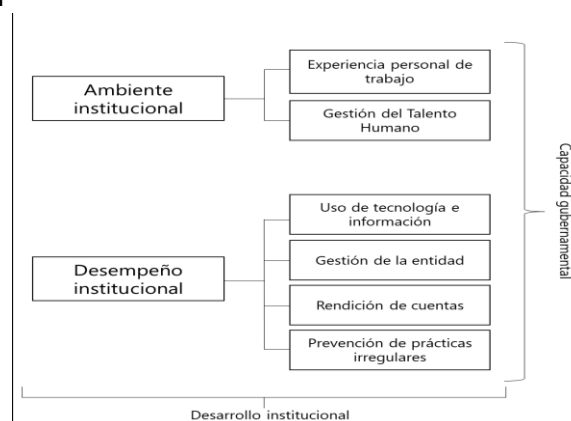 Experiencia personal de
trabajo
Ambiente
institucional
Gestión del Talento
Humano
Uso de tecnología e
información
Gestión de la entidad
Desempeño
institucional
Rendición de cuentas
Prevención de prácticas
irregulares
Capacidad gubernamental
Desarrollo institucional